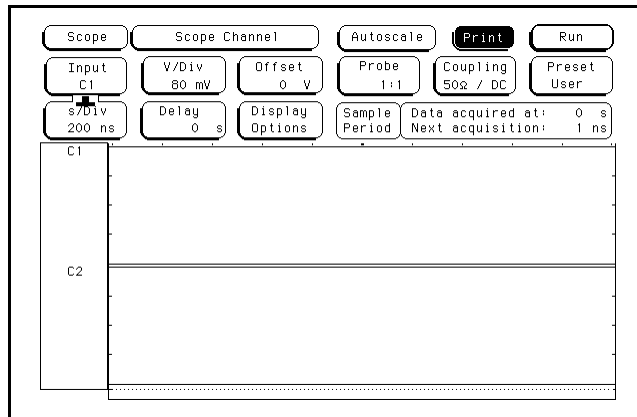 Scope
Scope Channel
Autoscale
Print
Run
Input
C1
V/Div
80 mV
Offset
0 V
Probe
1:1
Coupling
50Ω / DC
Preset
User
s/Div
200 ns
Delay
0 s
Display
Options
Sample
Period
Data acquired at: 0 s
Next acquisition: 1 ns
C1
C2